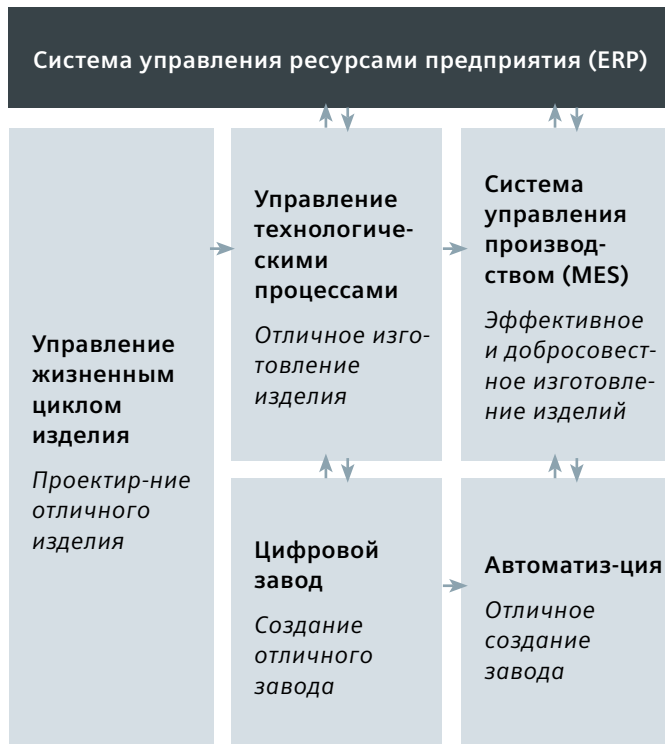 Система управления ресурсами предприятия (ERP)
Управление
жизненным
циклом
изделия
Проектир-ние
отличного
изделия
Управление
технологиче-
скими
процессами
Отличное изго-
товление
изделия
Система
управления
производ-
ством (MES)
Эффективное
и добросовест-
ное изготовле-
ние изделий
Цифровой
завод
Создание
отличного
завода
Автоматиз-ция
Отличное
создание
завода